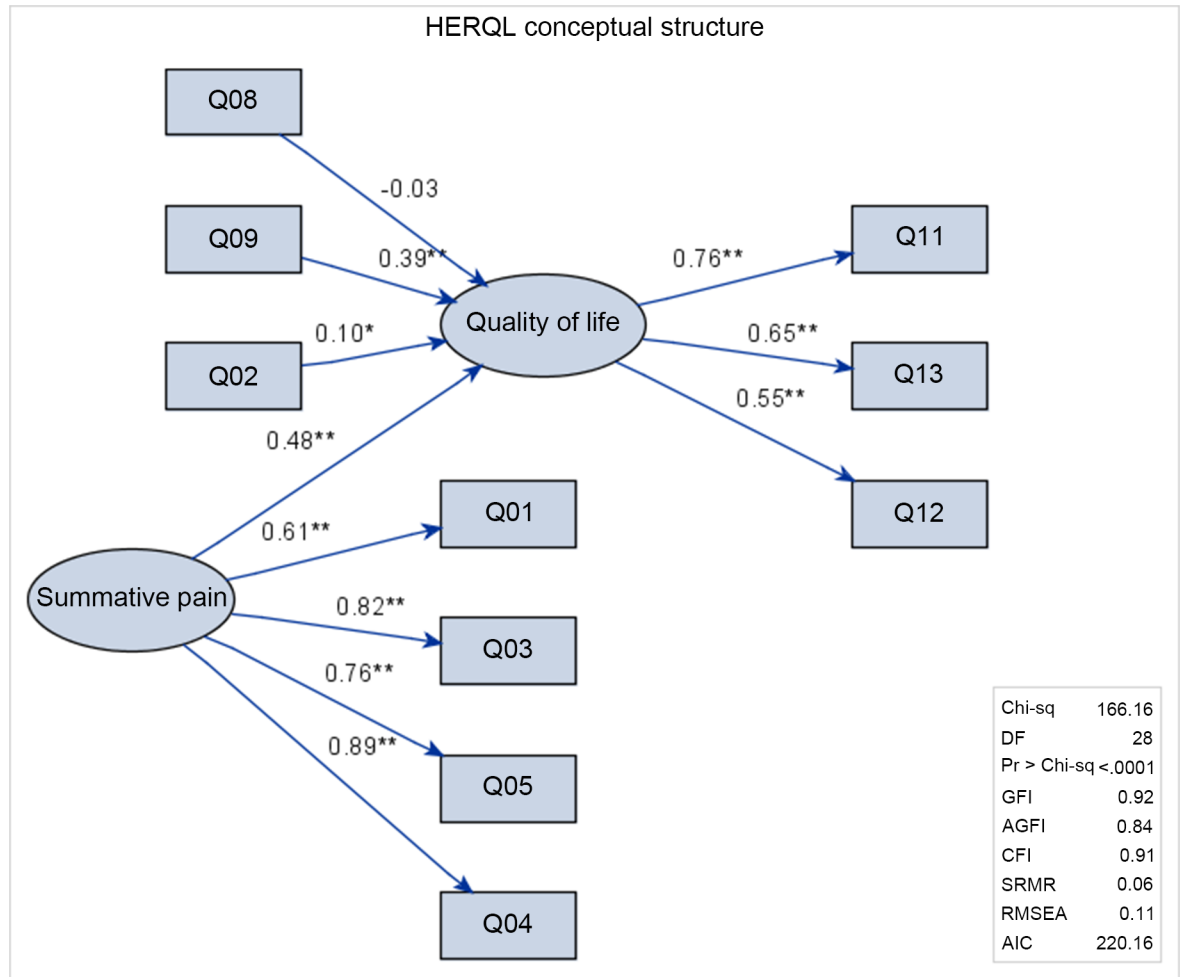 HERQL conceptual structure
Q08
-0.03
Q09
0.39**
Q11
0.76**
Quality of life
Q02
0.10*
0.65**
Q13
0.55**
0.48**
Q12
Q01
0.61**
Summative pain
0.82**
Q03
0.76**
0.89**
Q05
Q04
Chi-sq 166.16
DF 28
Pr > Chi-sq <.0001
GFI 0.92
AGFI 0.84
CFI 0.91
SRMR 0.06
RMSEA 0.11
AIC 220.16